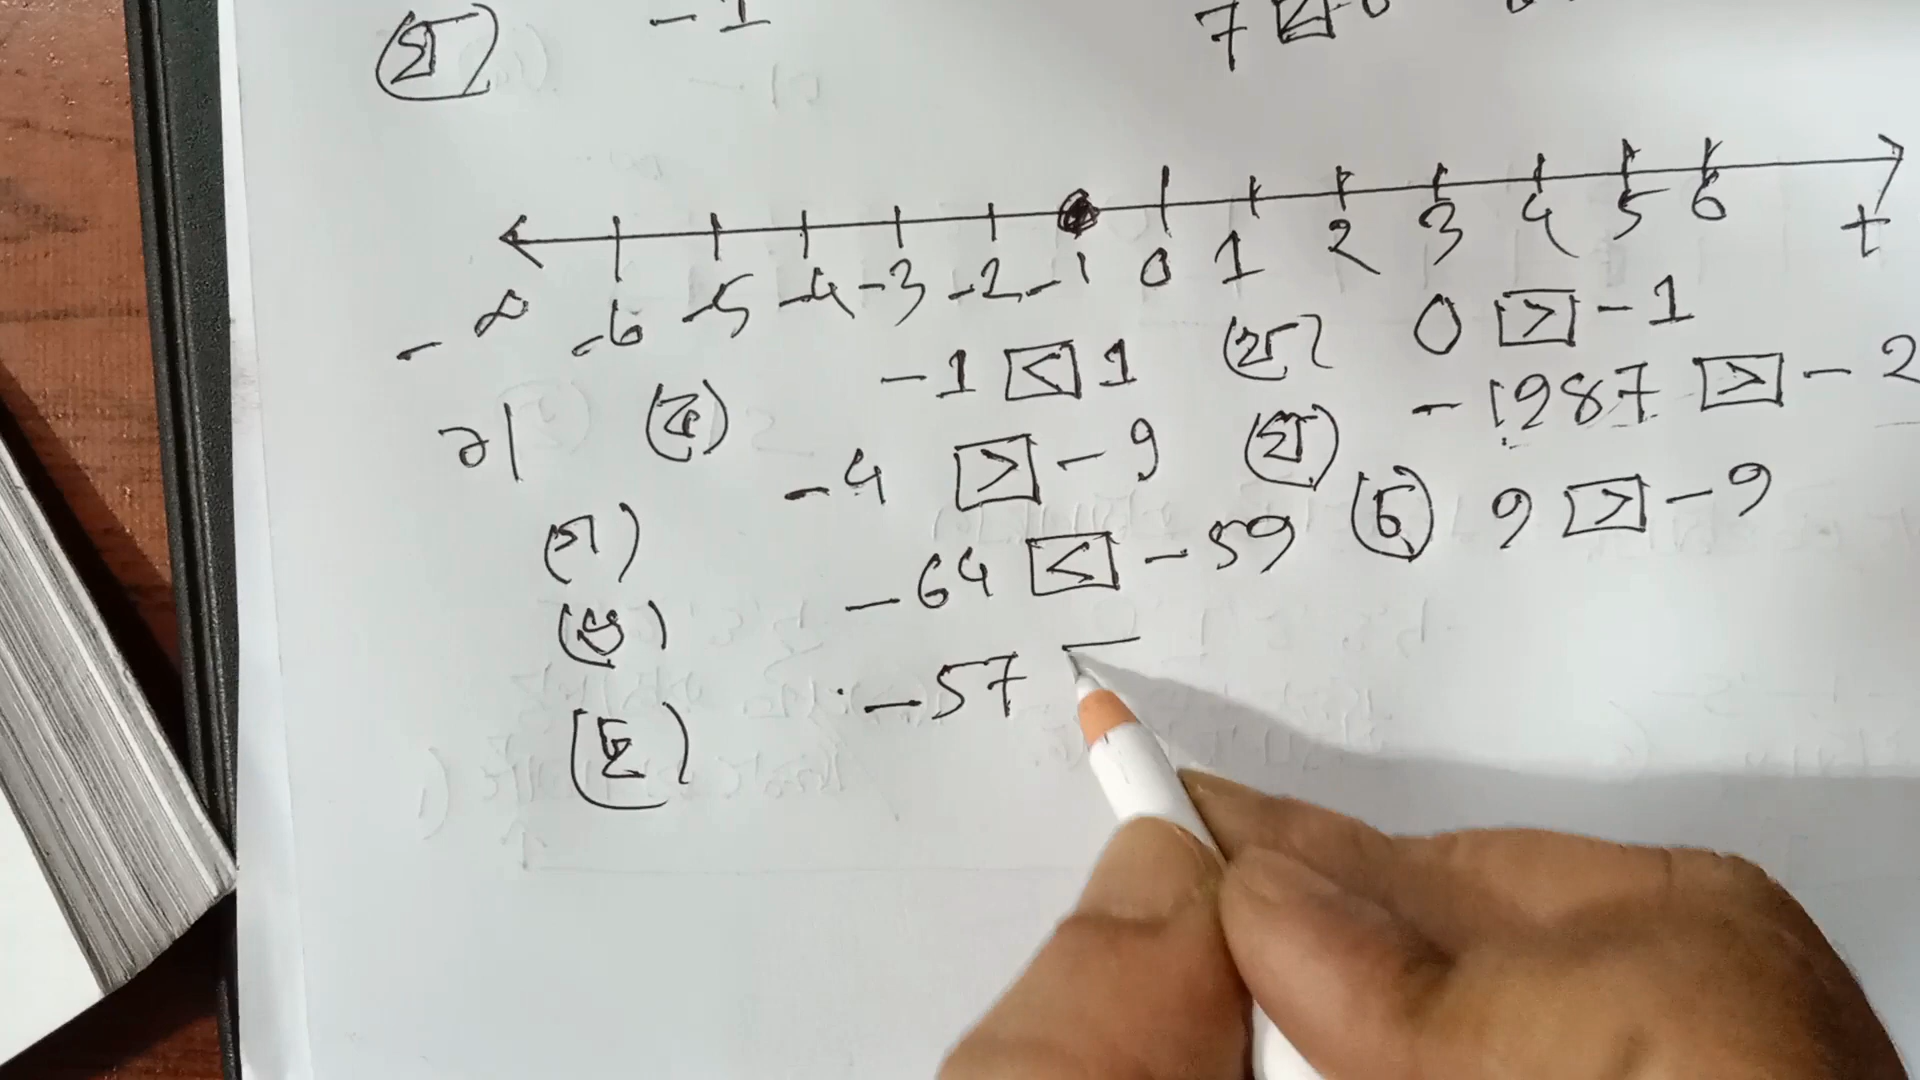 (ঘ) -1 7
-6 -5 -4 -3 -2 -1 0 1 2 3 4 5 6 +
-∞
২। (ক) -1 < 1 (খ) 0 > -1
(গ) -4 > -9 (ঘ) -1987 > -2
(ঙ) -64 < -59 (চ) 9 > -9
(ছ) -57